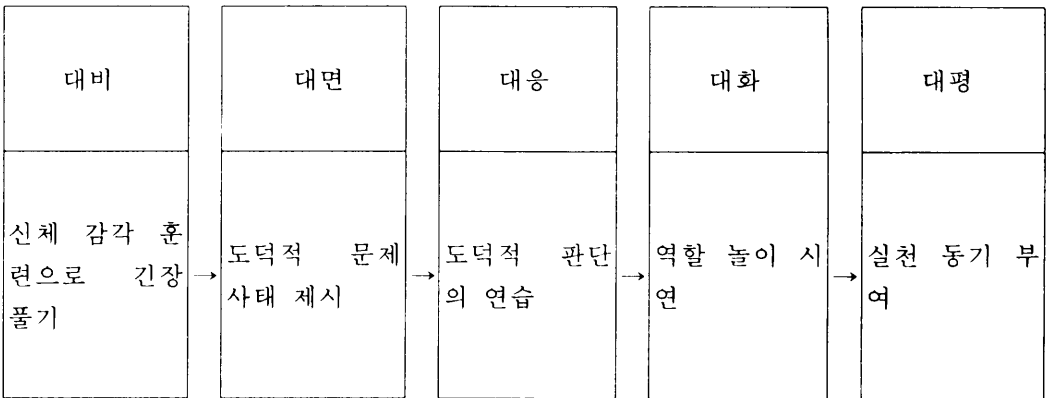 대비
신체 감각 훈
련으로 긴장
풀기
→
대면
도덕적 문제
사태 제시
→
대응
도덕적 판단
의 연습
→
대화
역할 놀이 시
연
→
대평
실천 동기 부
여